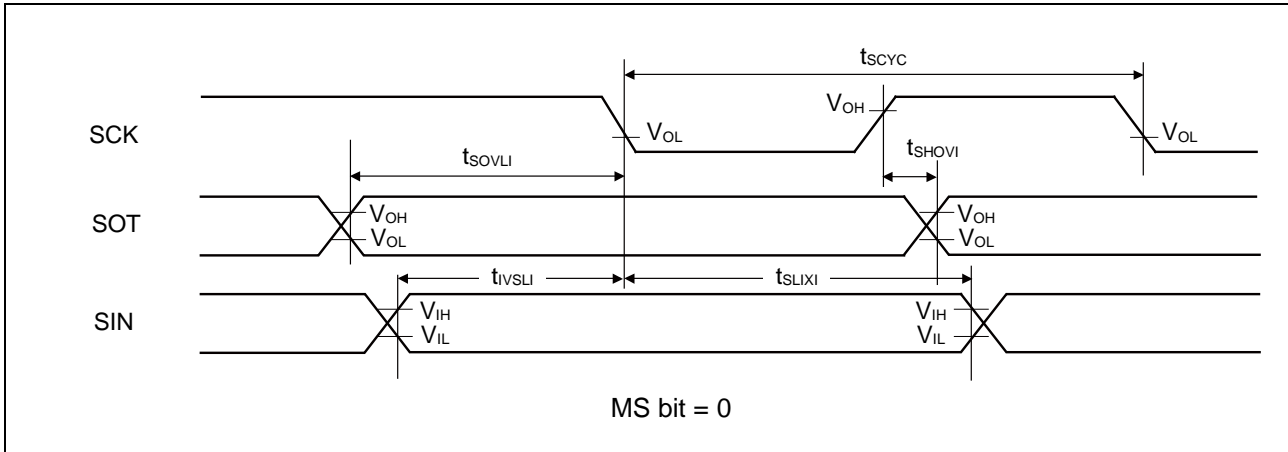 tSCYC
SCK
VOH
VOL
VOL
tSHOVI
tSOVLI
SOT
VOH
VOL
VOH
VOL
tIVSLI
tSLIXI
SIN
VIH
VIL
VIH
VIL
MS bit = 0